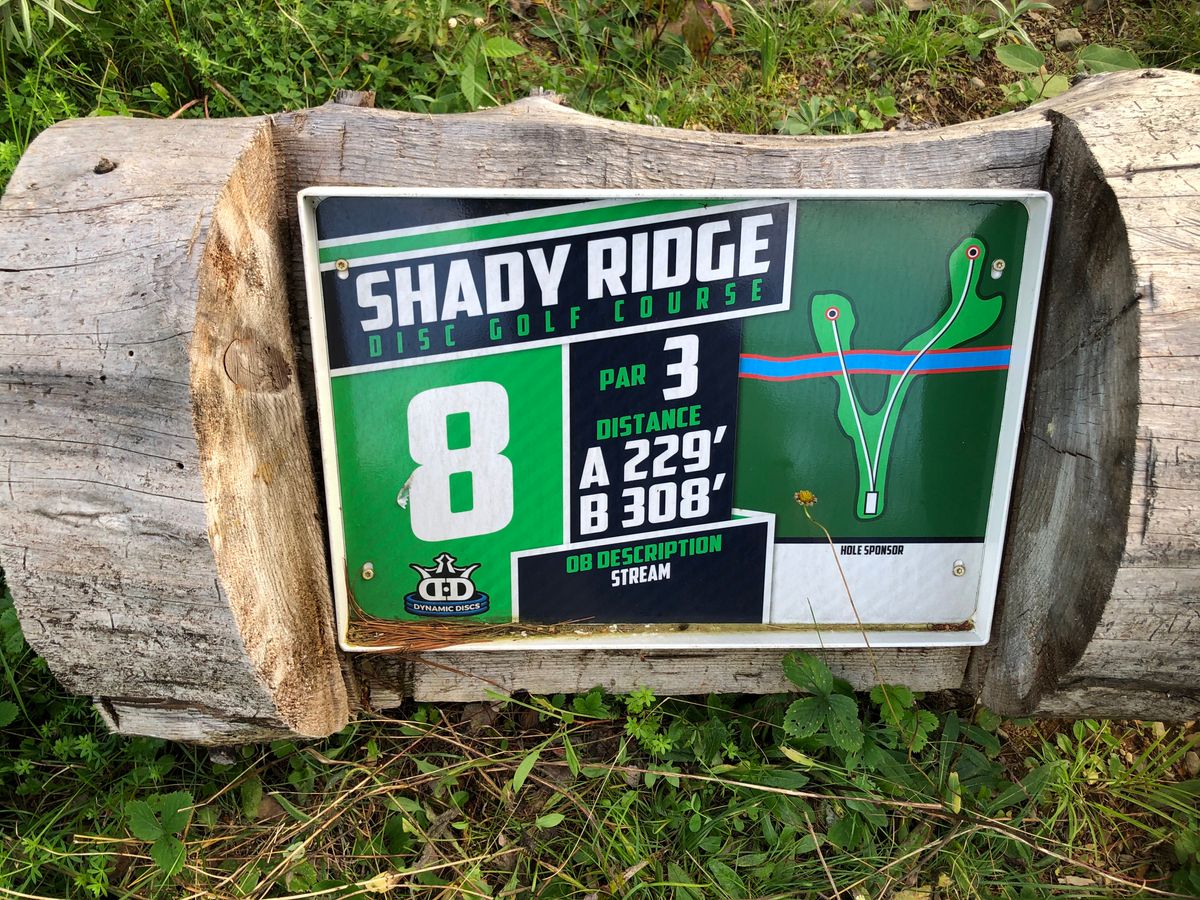 SHADY RIDGE
DISC GOLF COURSE
8
PAR 3
DISTANCE
A 229'
B 308'
OB DESCRIPTION
STREAM
D·D
DYNAMIC DISCS
HOLE SPONSOR